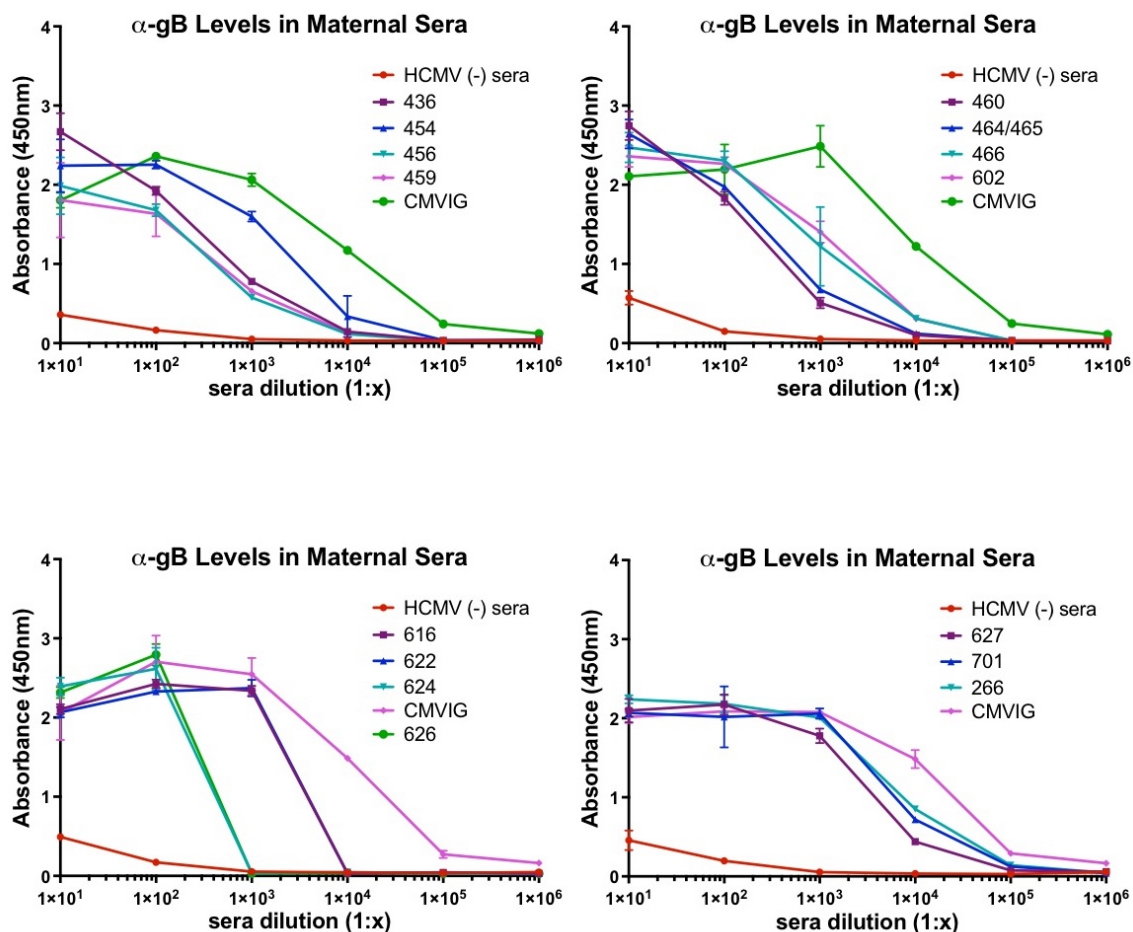 α-gB Levels in Maternal Sera
Absorbance (450nm)
4
3
2
1
0
HCMV (-) sera
436
454
456
459
CMVIG
1×10¹ 1×10² 1×10³ 1×10⁴ 1×10⁵ 1×10⁶
sera dilution (1:x)
α-gB Levels in Maternal Sera
Absorbance (450nm)
4
3
2
1
0
HCMV (-) sera
460
464/465
466
602
CMVIG
1×10¹ 1×10² 1×10³ 1×10⁴ 1×10⁵ 1×10⁶
sera dilution (1:x)
α-gB Levels in Maternal Sera
Absorbance (450nm)
4
3
2
1
0
HCMV (-) sera
616
622
624
CMVIG
626
1×10¹ 1×10² 1×10³ 1×10⁴ 1×10⁵ 1×10⁶
sera dilution (1:x)
α-gB Levels in Maternal Sera
Absorbance (450nm)
4
3
2
1
0
HCMV (-) sera
627
701
266
CMVIG
1×10¹ 1×10² 1×10³ 1×10⁴ 1×10⁵ 1×10⁶
sera dilution (1:x)